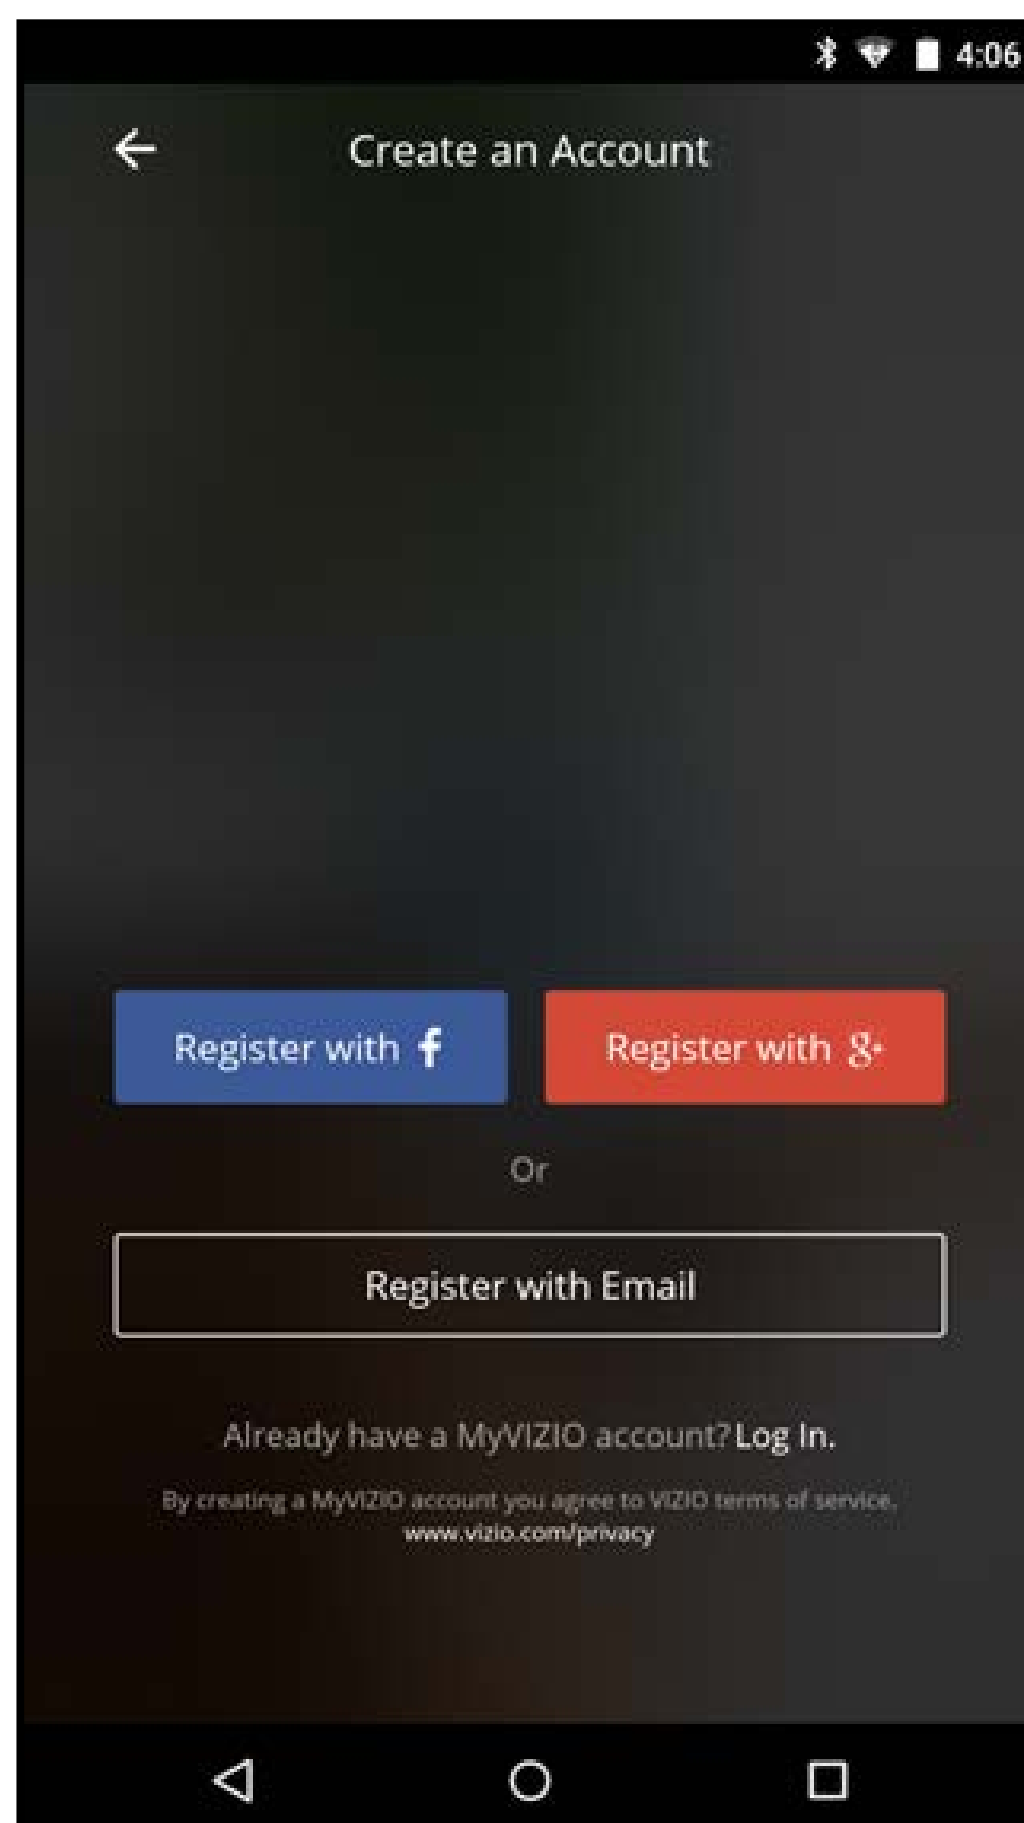 4:06
Create an Account
Register with f
Register with g+
Or
Register with Email
Already have a MyVIZIO account? Log In.
By creating a MyVIZIO account you agree to VIZIO terms of service.
www.vizio.com/privacy